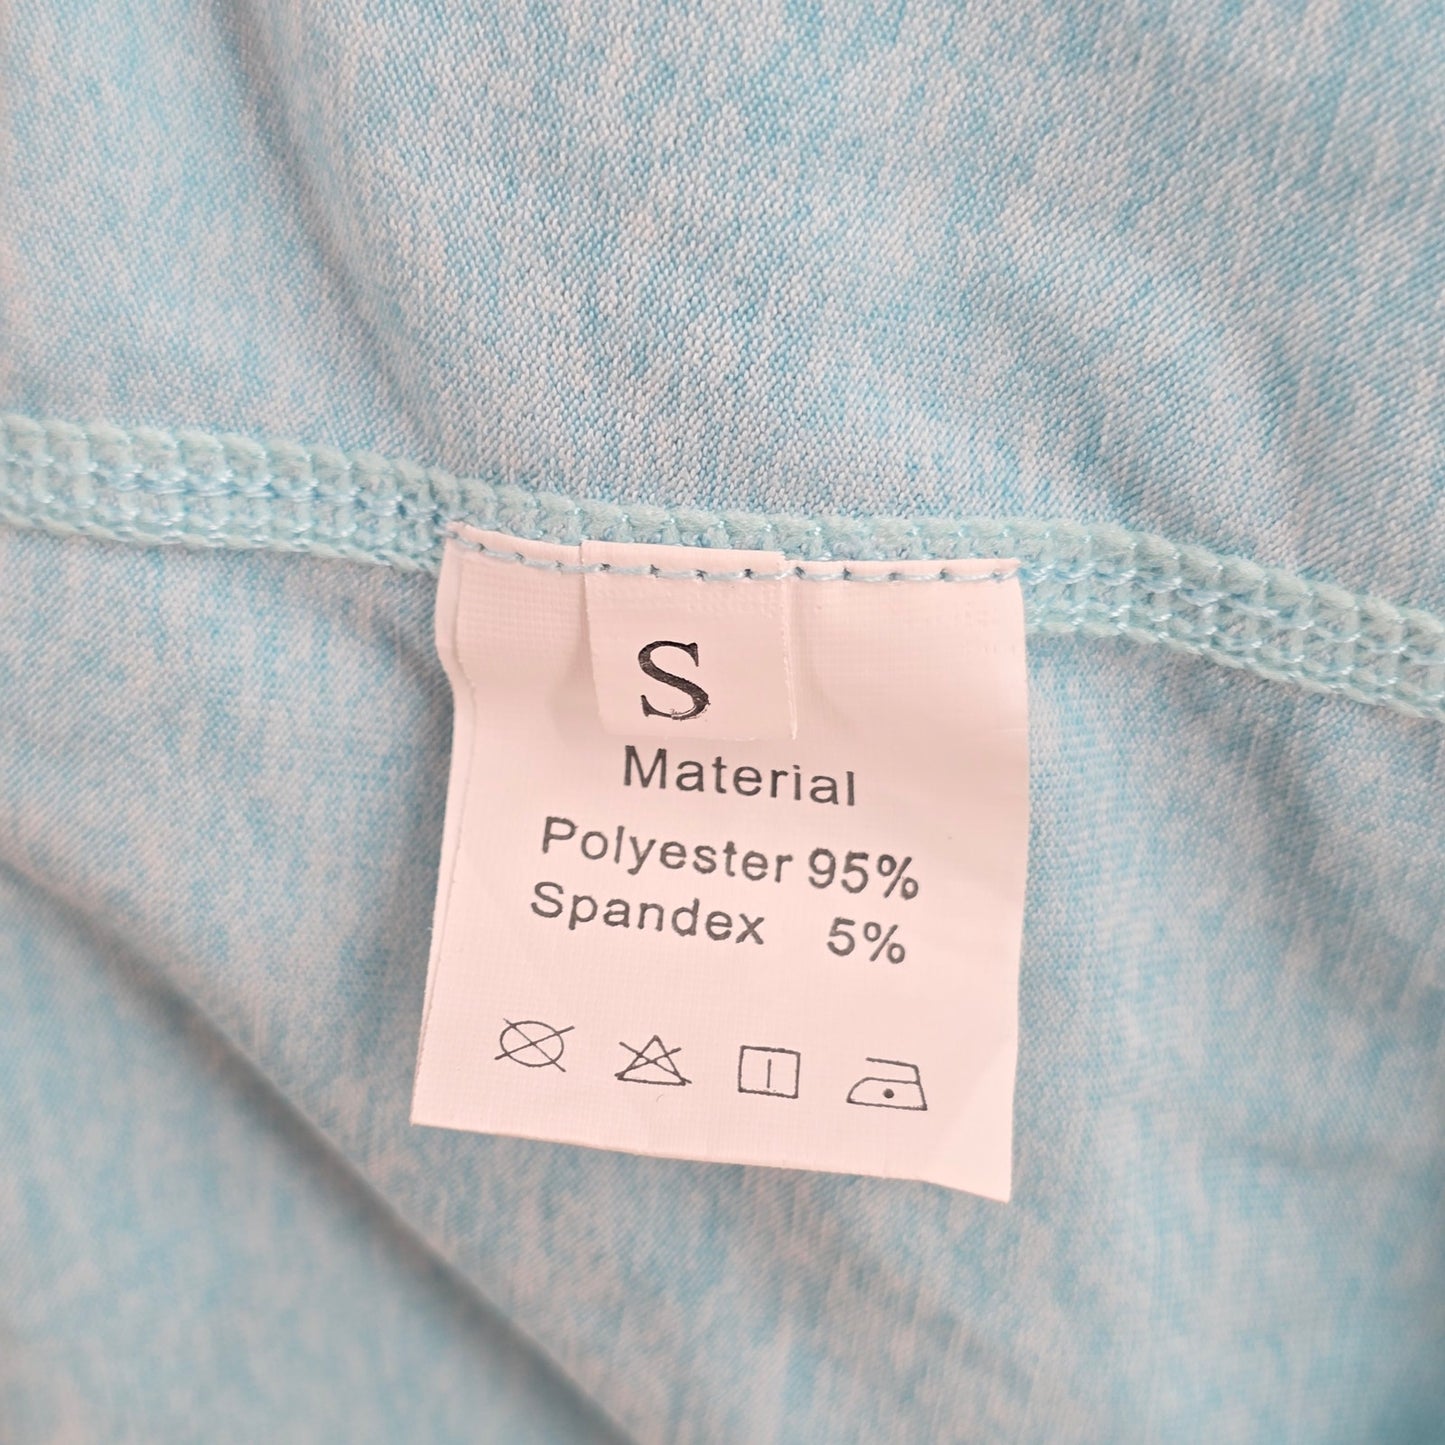 S
Material
Polyester 95%
Spandex 5%